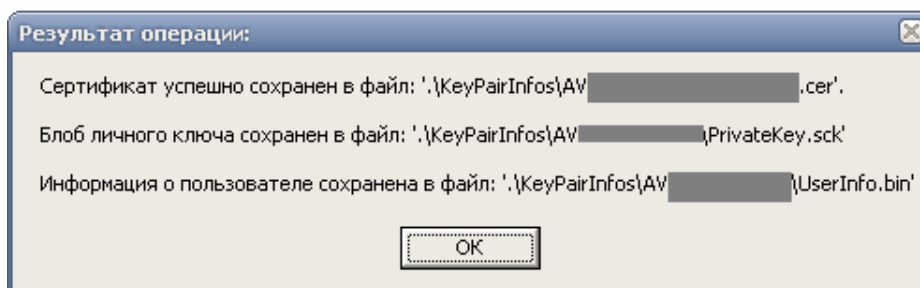 Результат операции:
Сертификат успешно сохранен в файл: '.\KeyPairInfos\AV .cer'.
Блоб личного ключа сохранен в файл: '.\KeyPairInfos\AV \PrivateKey.sck'
Информация о пользователе сохранена в файл: '.\KeyPairInfos\AV \UserInfo.bin'
OK